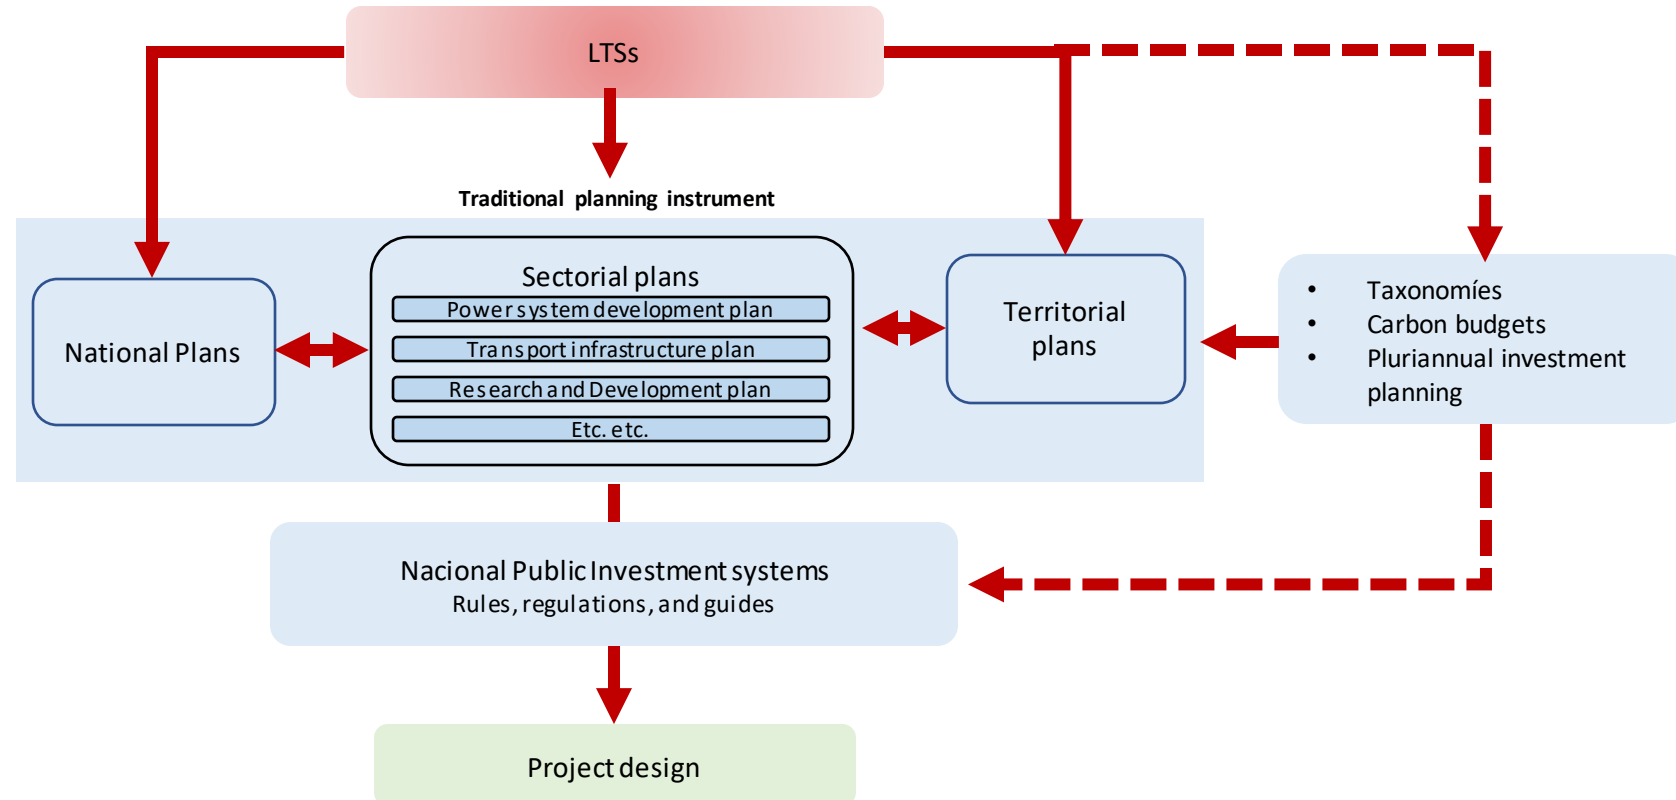 LTSs
Traditional planning instrument
National Plans
Sectorial plans
Power system development plan
Transport infrastructure plan
Research and Development plan
Etc. etc.
Territorial
plans
• Taxonomíes
• Carbon budgets
• Pluriannual investment
planning
Nacional Public Investment systems
Rules, regulations, and guides
Project design